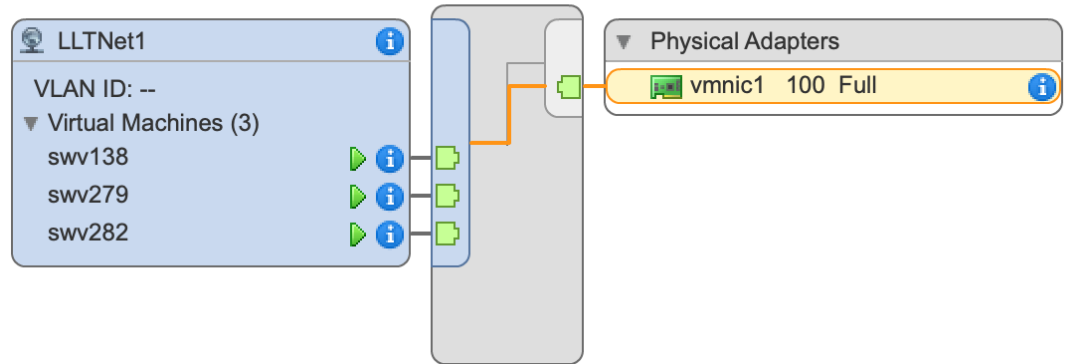 LLTNet1
VLAN ID: --
Virtual Machines (3)
swv138
swv279
swv282
Physical Adapters
vmnic1 100 Full